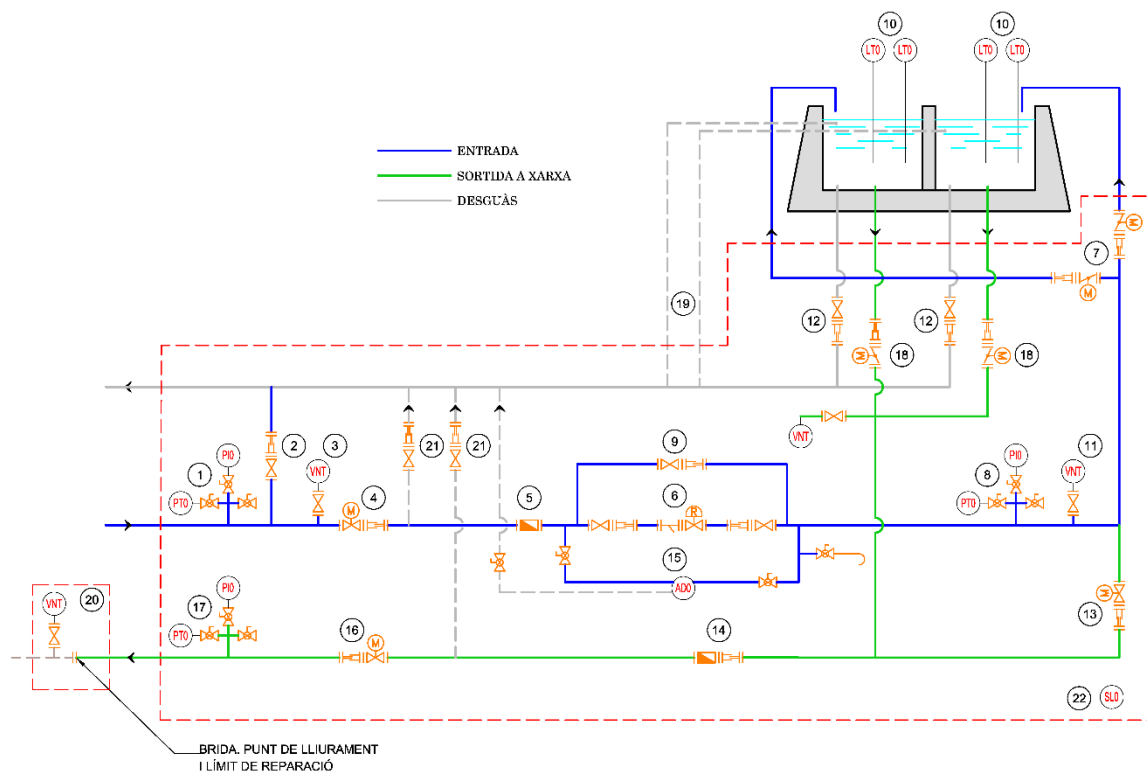 10
10
LT0
LT0
LT0
LT0
ENTRADA
SORTIDA A XARXA
DESGUÀS
M
7
M
19
12
12
M
18
M
18
VNT
1
PI0
2
3
VNT
21
21
9
8
PI0
11
VNT
PT0
M
4
5
6
R
PT0
15
AD0
20
VNT
17
PI0
PT0
16
M
14
M
13
22
SL0
BRIDA. PUNT DE LLIURAMENT
I LÍMIT DE REPARACIÓ